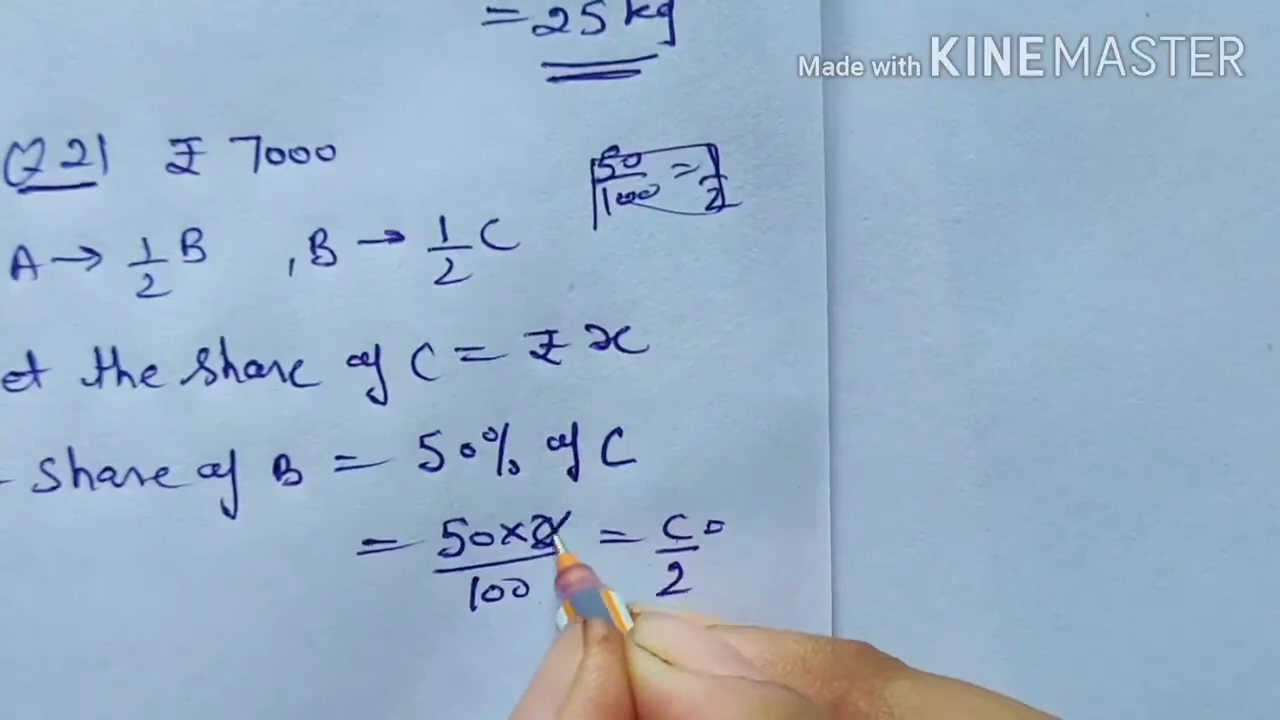 = 25 kg
Made with KINEMASTER
Q 21 ₹ 7000
50/100 = 1/2
A → 1/2 B , B → 1/2 C
et the share of C = ₹ x
share of B = 50% of C
= 50 × x/100 = C/2